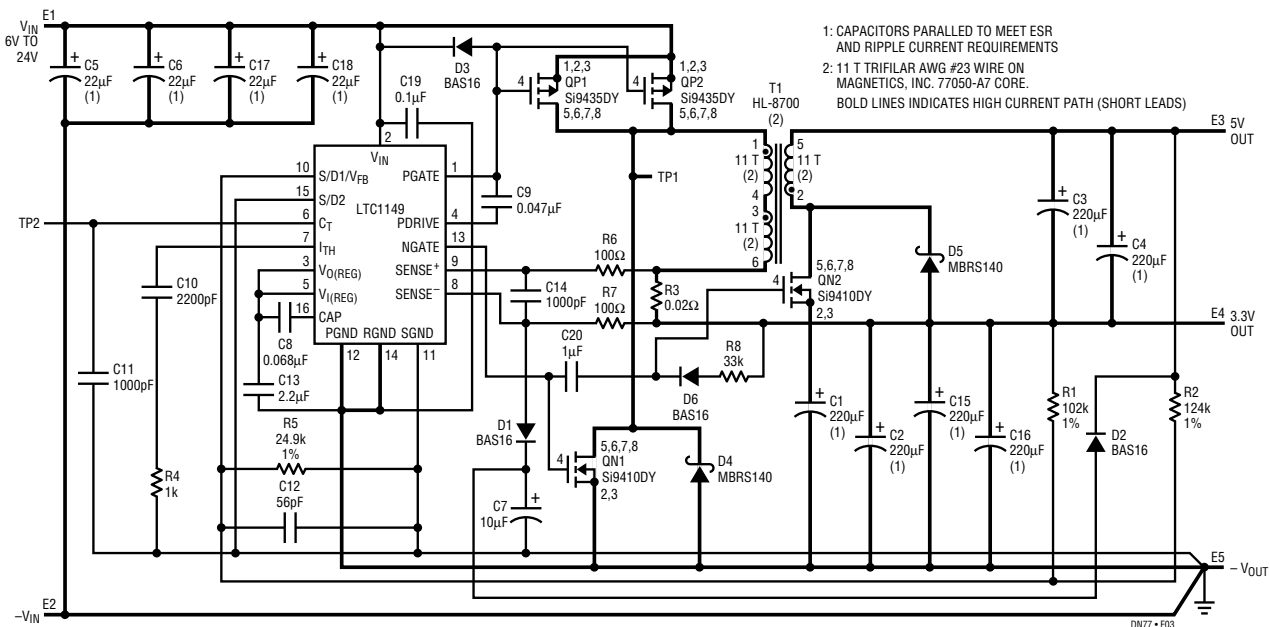 E1
VIN
6V TO
24V
+
C5
22µF
(1)
+
C6
22µF
(1)
+
C17
22µF
(1)
+
C18
22µF
(1)
C19
0.1µF
D3
BAS16
1,2,3
4
QP1
Si9435DY
5,6,7,8
1,2,3
4
QP2
Si9435DY
5,6,7,8
T1
HL-8700
(2)
1: CAPACITORS PARALLED TO MEET ESR
AND RIPPLE CURRENT REQUIREMENTS
2: 11 T TRIFILAR AWG #23 WIRE ON
MAGNETICS, INC. 77050-A7 CORE.
BOLD LINES INDICATES HIGH CURRENT PATH (SHORT LEADS)
E3
5V
OUT
1
11 T
(2)
4
3
11 T
(2)
6
5
11 T
(2)
2
TP1
2
VIN
10
S/D1/VFB
15
S/D2
6
CT
7
ITH
3
VO(REG)
5
VI(REG)
16
CAP
LTC1149
PGATE
1
PDRIVE
4
NGATE
13
SENSE+
9
SENSE–
8
PGND RGND SGND
12
14
11
TP2
C9
0.047µF
R6
100Ω
R7
100Ω
C14
1000pF
R3
0.02Ω
4
5,6,7,8
QN2
Si9410DY
2,3
D5
MBRS140
+
C3
220µF
(1)
+
C4
220µF
(1)
E4
3.3V
OUT
C10
2200pF
C8
0.068µF
C13
2.2µF
C11
1000pF
R4
1k
R5
24.9k
1%
C12
56pF
C20
1µF
D6
BAS16
R8
33k
D1
BAS16
C7
10µF
+
4
5,6,7,8
QN1
Si9410DY
2,3
D4
MBRS140
+
C1
220µF
(1)
+
C2
220µF
(1)
+
C15
220µF
(1)
+
C16
220µF
(1)
R1
102k
1%
D2
BAS16
R2
124k
1%
E5
– VOUT
E2
–VIN
DN77 • F03